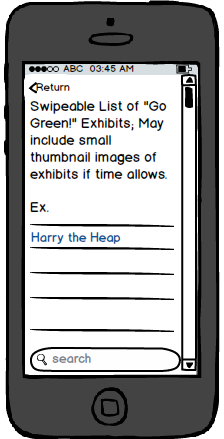 ●●●○○ ABC 03:45 AM
Return
Swipeable List of "Go
Green!" Exhibits; May
include small
thumbnail images of
exhibits if time allows.
Ex.
Harry the Heap
search